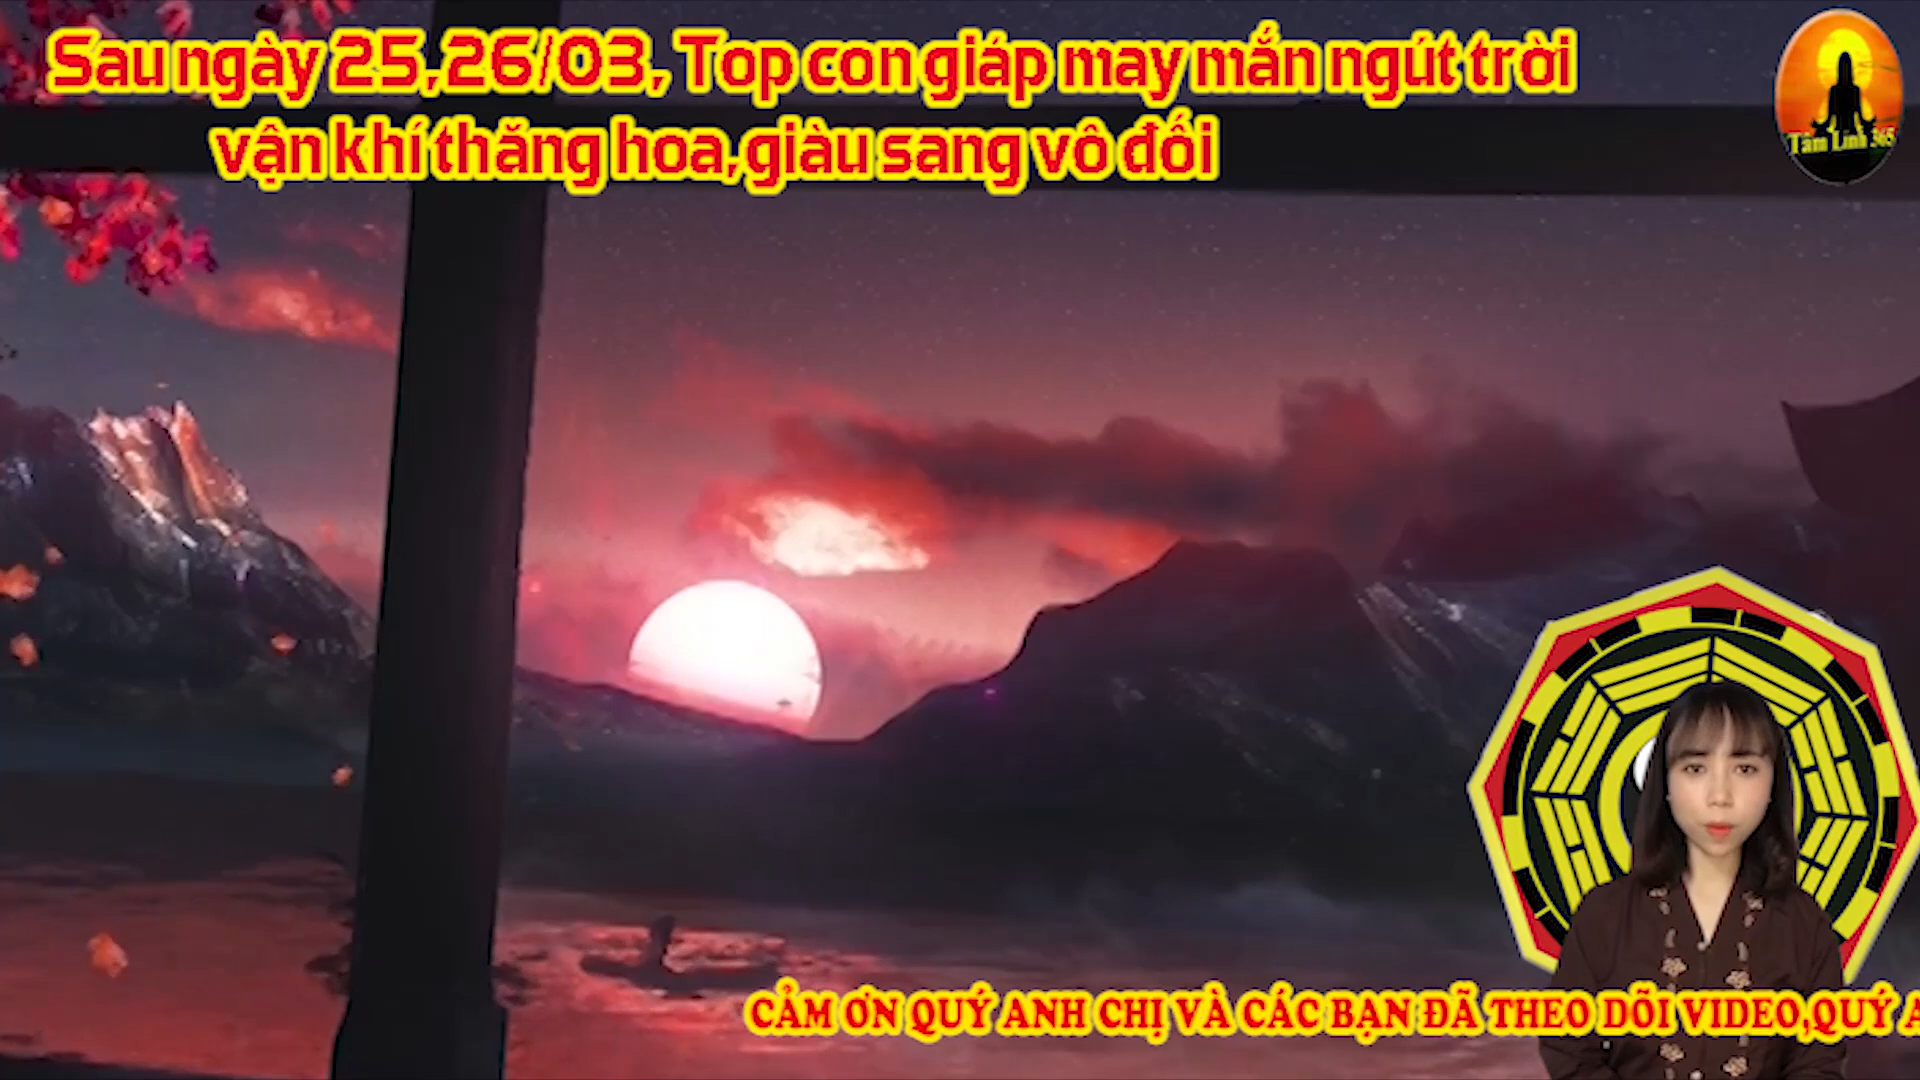 Sau ngày 25,26/03, Top con giáp may mắn ngút trời
vận khí thăng hoa,giàu sang vô đối
Tâm Linh 365
CẢM ƠN QUÝ ANH CHỊ VÀ CÁC BẠN ĐÃ THEO DÕI VIDEO,QUÝ A